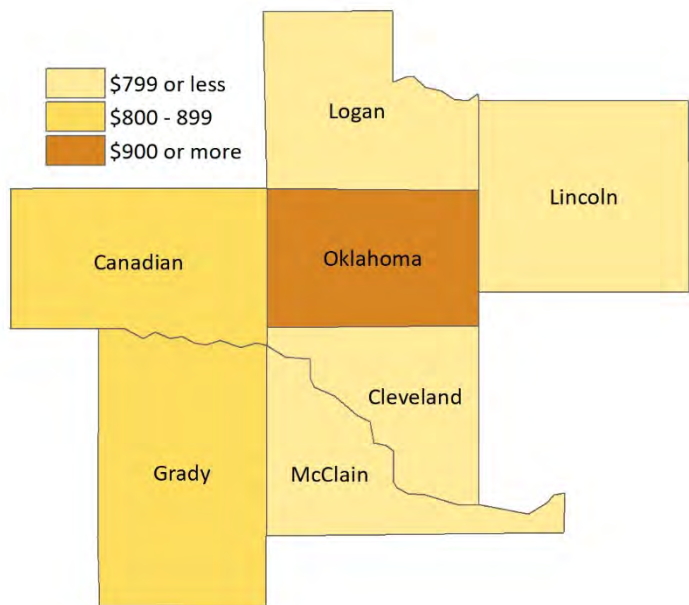 $799 or less
$800 - 899
$900 or more
Logan
Lincoln
Canadian
Oklahoma
Cleveland
Grady
McClain